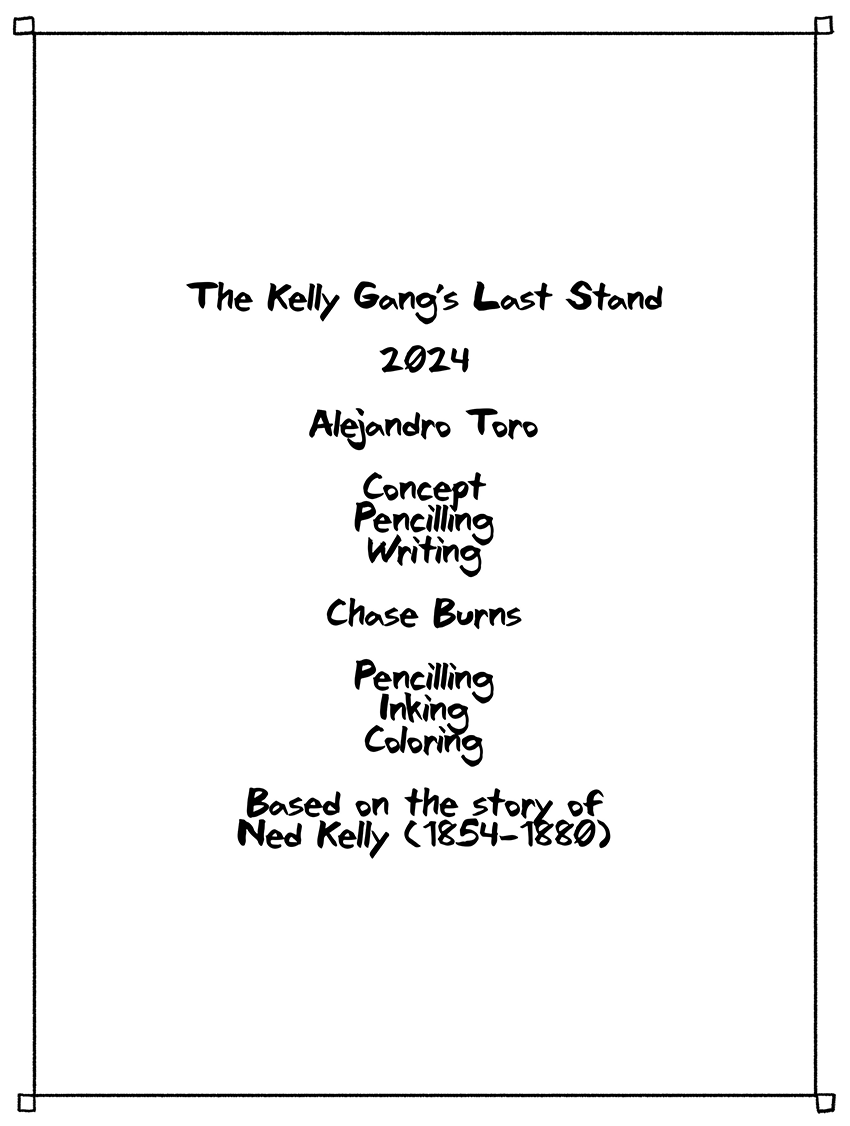 The Kelly Gang's Last Stand
2024
Alejandro Toro
Concept
Pencilling
Writing
Chase Burns
Pencilling
Inking
Coloring
Based on the story of
Ned Kelly (1854-1880)